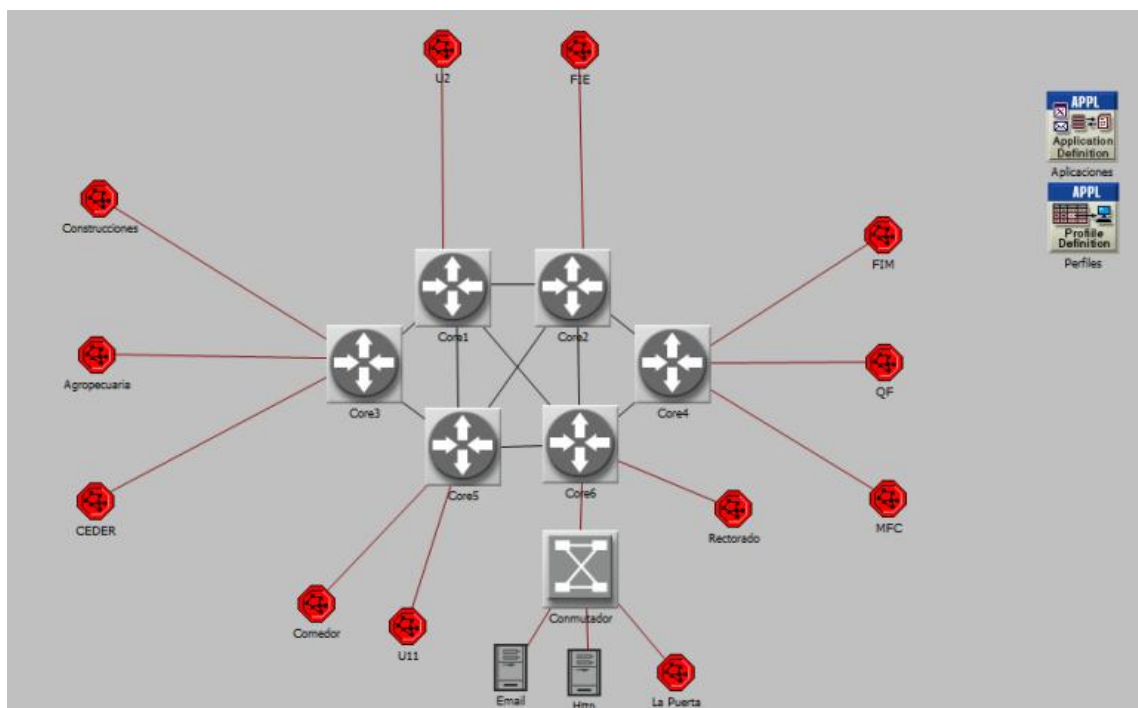 U2
FIE
APPL
Application
Definition
Aplicaciones
APPL
Profile
Definition
Perfiles
Construcciones
FIM
Core1
Core2
Agropecuaria
QF
Core3
Core4
Core5
Core6
CEDER
MFC
Rectorado
Conmutador
Comedor
U11
Email
Http
La Puerta